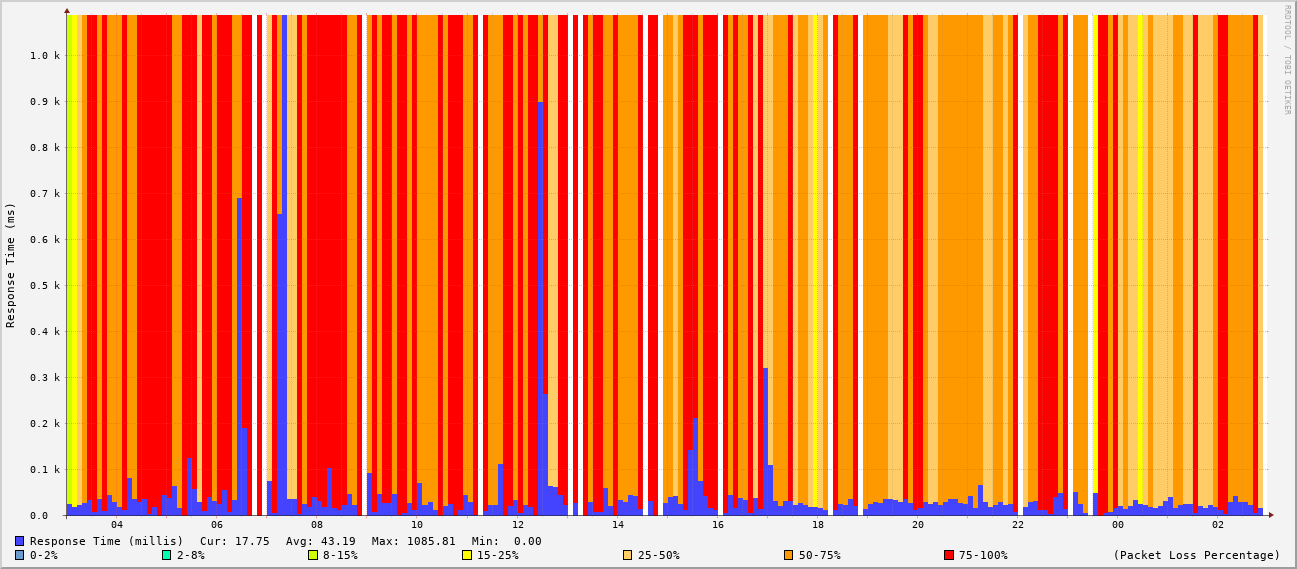 RRDTOOL / TOBI OETIKER
Response Time (ms)
1.0 k
0.9 k
0.8 k
0.7 k
0.6 k
0.5 k
0.4 k
0.3 k
0.2 k
0.1 k
0.0
04 06 08 10 12 14 16 18 20 22 00 02
Response Time (millis) Cur: 17.75 Avg: 43.19 Max: 1085.81 Min: 0.00
0-2% 2-8% 8-15% 15-25% 25-50% 50-75% 75-100% (Packet Loss Percentage)